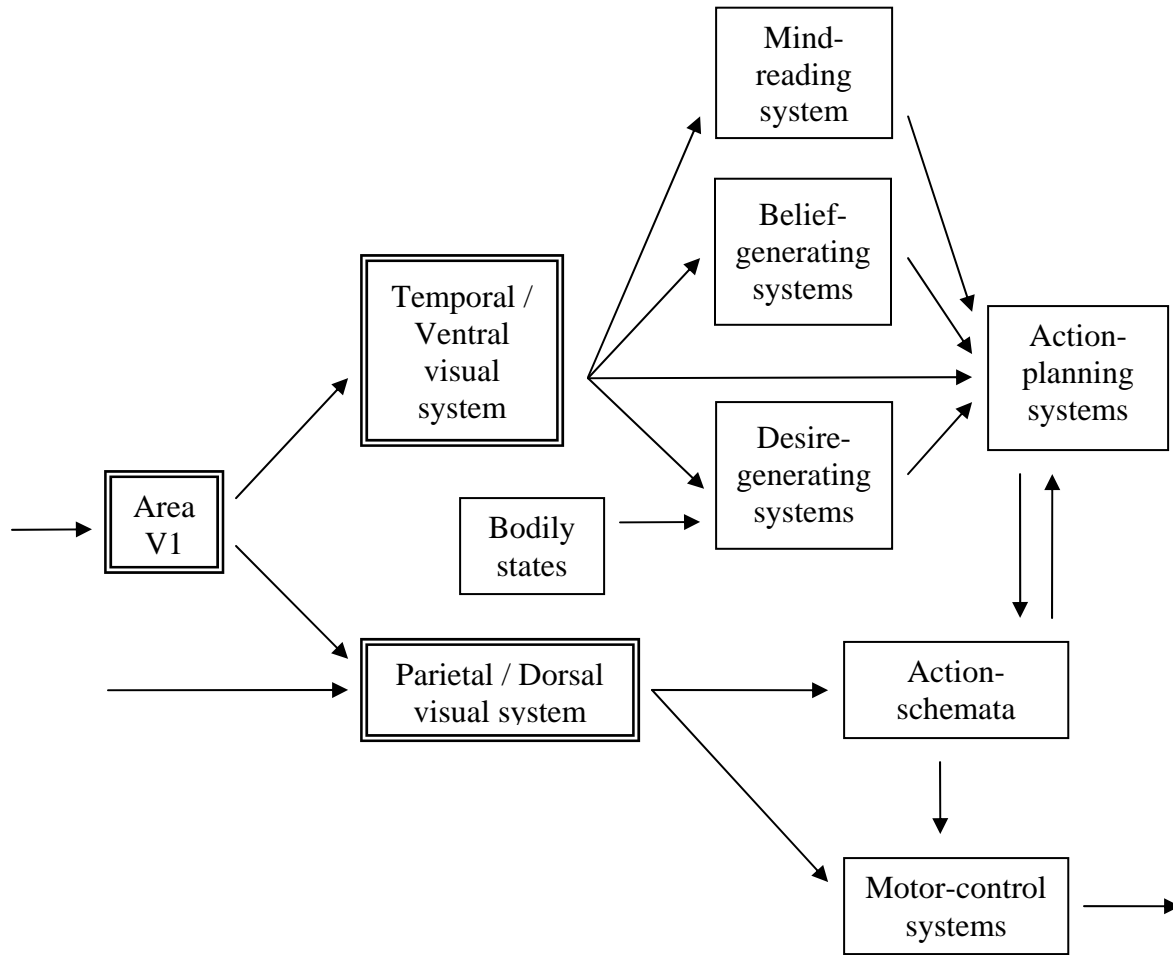 Mind-
reading
system
Belief-
generating
systems
Temporal /
Ventral
visual
system
Action-
planning
systems
Desire-
generating
systems
Area
V1
Bodily
states
Parietal / Dorsal
visual system
Action-
schemata
Motor-control
systems